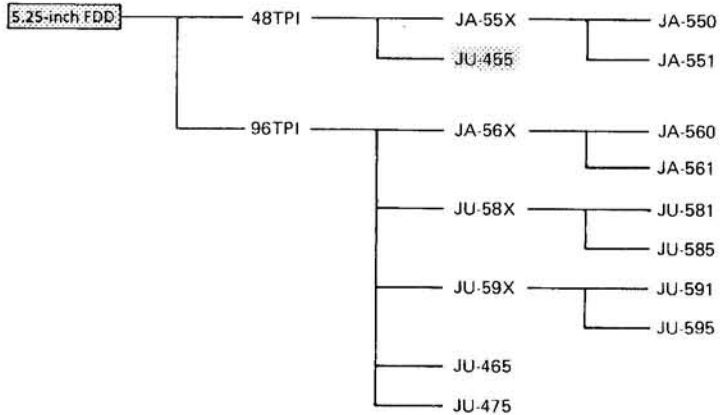 5.25-inch FDD 48TPI JA-55X JA-550
JU-455 JA-551
96TPI JA-56X JA-560
JA-561
JU-58X JU-581
JU-585
JU-59X JU-591
JU-595
JU-465
JU-475